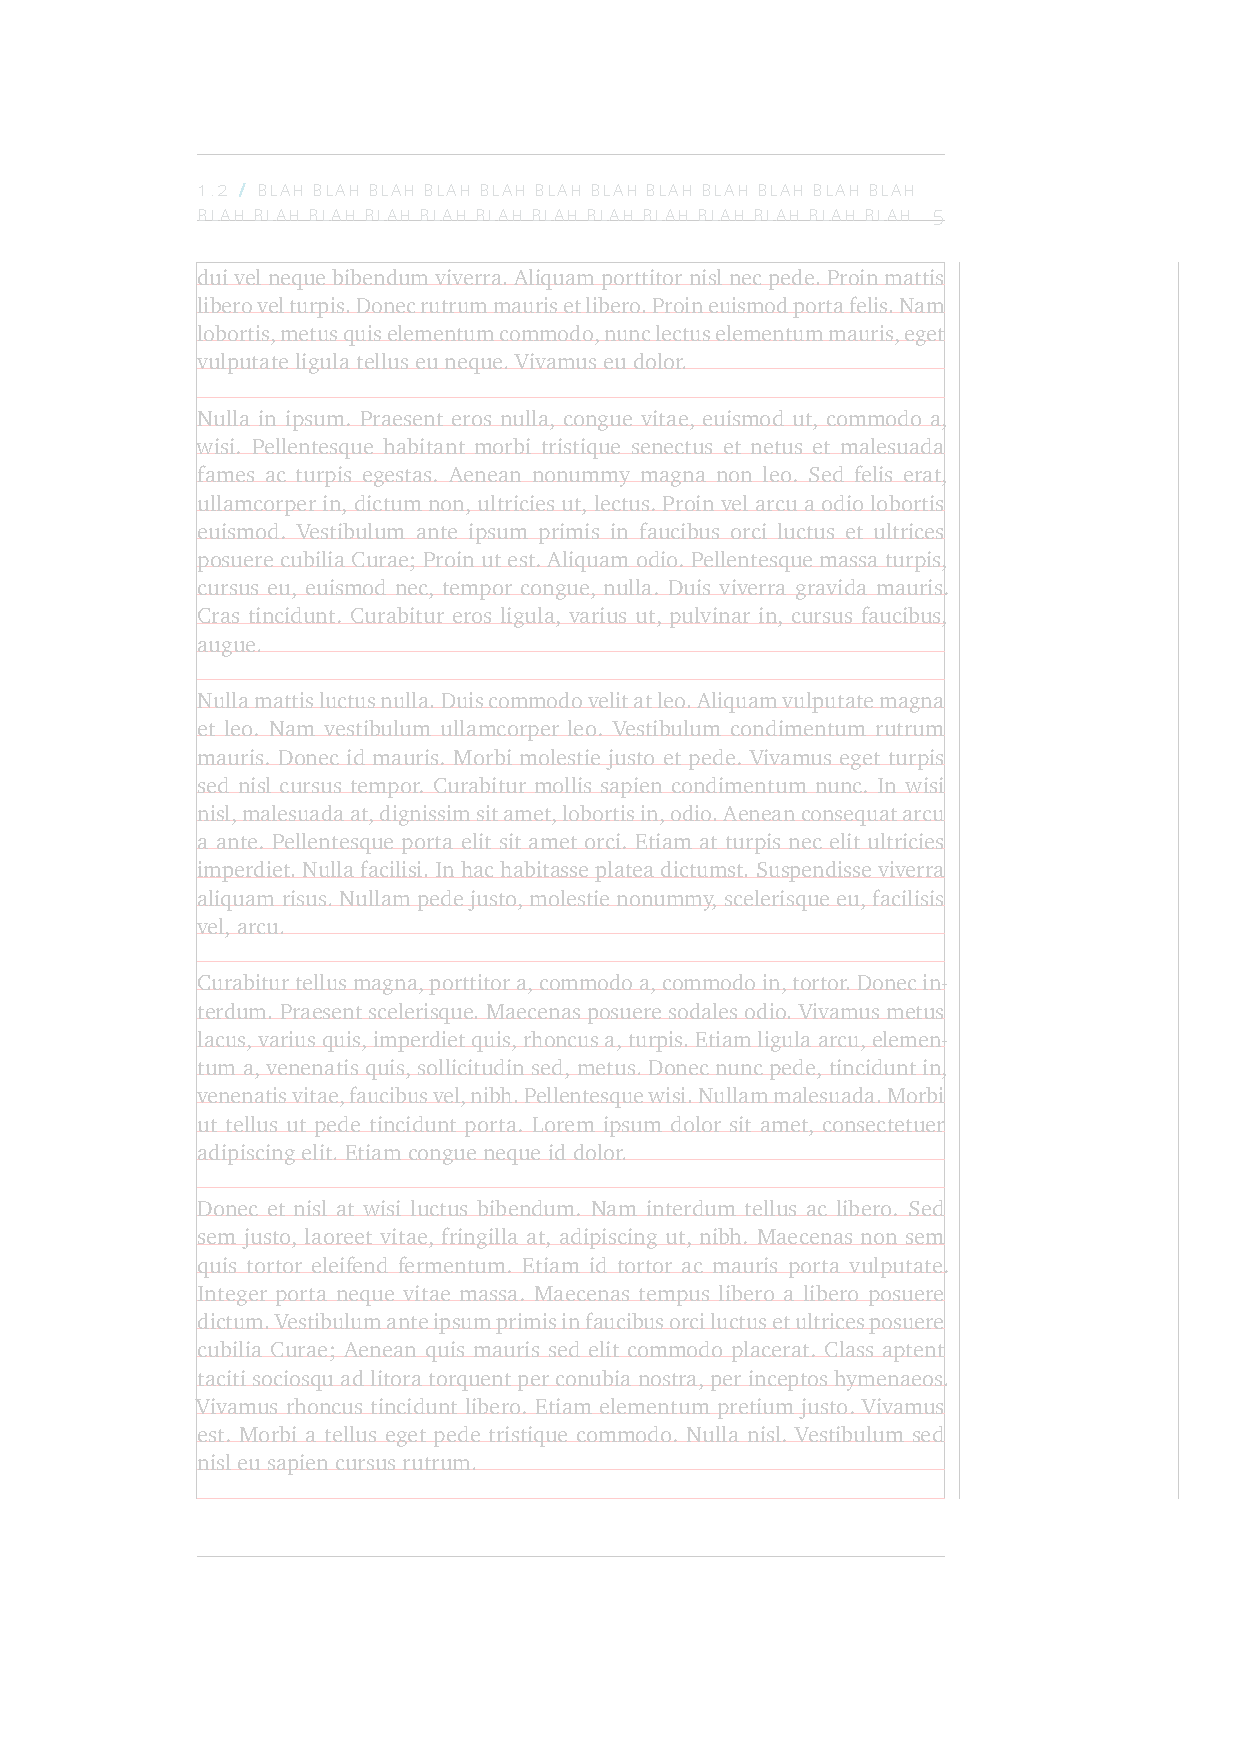 1.2 / BLAH BLAH BLAH BLAH BLAH BLAH BLAH BLAH BLAH BLAH BLAH BLAH
BLAH BLAH BLAH BLAH BLAH BLAH BLAH BLAH BLAH BLAH BLAH BLAH BLAH 5
dui vel neque bibendum viverra. Aliquam porttitor nisl nec pede. Proin mattis
libero vel turpis. Donec rutrum mauris et libero. Proin euismod porta felis. Nam
lobortis, metus quis elementum commodo, nunc lectus elementum mauris, eget
vulputate ligula tellus eu neque. Vivamus eu dolor.
Nulla in ipsum. Praesent eros nulla, congue vitae, euismod ut, commodo a,
wisi. Pellentesque habitant morbi tristique senectus et netus et malesuada
fames ac turpis egestas. Aenean nonummy magna non leo. Sed felis erat,
ullamcorper in, dictum non, ultricies ut, lectus. Proin vel arcu a odio lobortis
euismod. Vestibulum ante ipsum primis in faucibus orci luctus et ultrices
posuere cubilia Curae; Proin ut est. Aliquam odio. Pellentesque massa turpis,
cursus eu, euismod nec, tempor congue, nulla. Duis viverra gravida mauris.
Cras tincidunt. Curabitur eros ligula, varius ut, pulvinar in, cursus faucibus,
augue.
Nulla mattis luctus nulla. Duis commodo velit at leo. Aliquam vulputate magna
et leo. Nam vestibulum ullamcorper leo. Vestibulum condimentum rutrum
mauris. Donec id mauris. Morbi molestie justo et pede. Vivamus eget turpis
sed nisl cursus tempor. Curabitur mollis sapien condimentum nunc. In wisi
nisl, malesuada at, dignissim sit amet, lobortis in, odio. Aenean consequat arcu
a ante. Pellentesque porta elit sit amet orci. Etiam at turpis nec elit ultricies
imperdiet. Nulla facilisi. In hac habitasse platea dictumst. Suspendisse viverra
aliquam risus. Nullam pede justo, molestie nonummy, scelerisque eu, facilisis
vel, arcu.
Curabitur tellus magna, porttitor a, commodo a, commodo in, tortor. Donec in-
terdum. Praesent scelerisque. Maecenas posuere sodales odio. Vivamus metus
lacus, varius quis, imperdiet quis, rhoncus a, turpis. Etiam ligula arcu, elemen-
tum a, venenatis quis, sollicitudin sed, metus. Donec nunc pede, tincidunt in,
venenatis vitae, faucibus vel, nibh. Pellentesque wisi. Nullam malesuada. Morbi
ut tellus ut pede tincidunt porta. Lorem ipsum dolor sit amet, consectetuer
adipiscing elit. Etiam congue neque id dolor.
Donec et nisl at wisi luctus bibendum. Nam interdum tellus ac libero. Sed
sem justo, laoreet vitae, fringilla at, adipiscing ut, nibh. Maecenas non sem
quis tortor eleifend fermentum. Etiam id tortor ac mauris porta vulputate.
Integer porta neque vitae massa. Maecenas tempus libero a libero posuere
dictum. Vestibulum ante ipsum primis in faucibus orci luctus et ultrices posuere
cubilia Curae; Aenean quis mauris sed elit commodo placerat. Class aptent
taciti sociosqu ad litora torquent per conubia nostra, per inceptos hymenaeos.
Vivamus rhoncus tincidunt libero. Etiam elementum pretium justo. Vivamus
est. Morbi a tellus eget pede tristique commodo. Nulla nisl. Vestibulum sed
nisl eu sapien cursus rutrum.